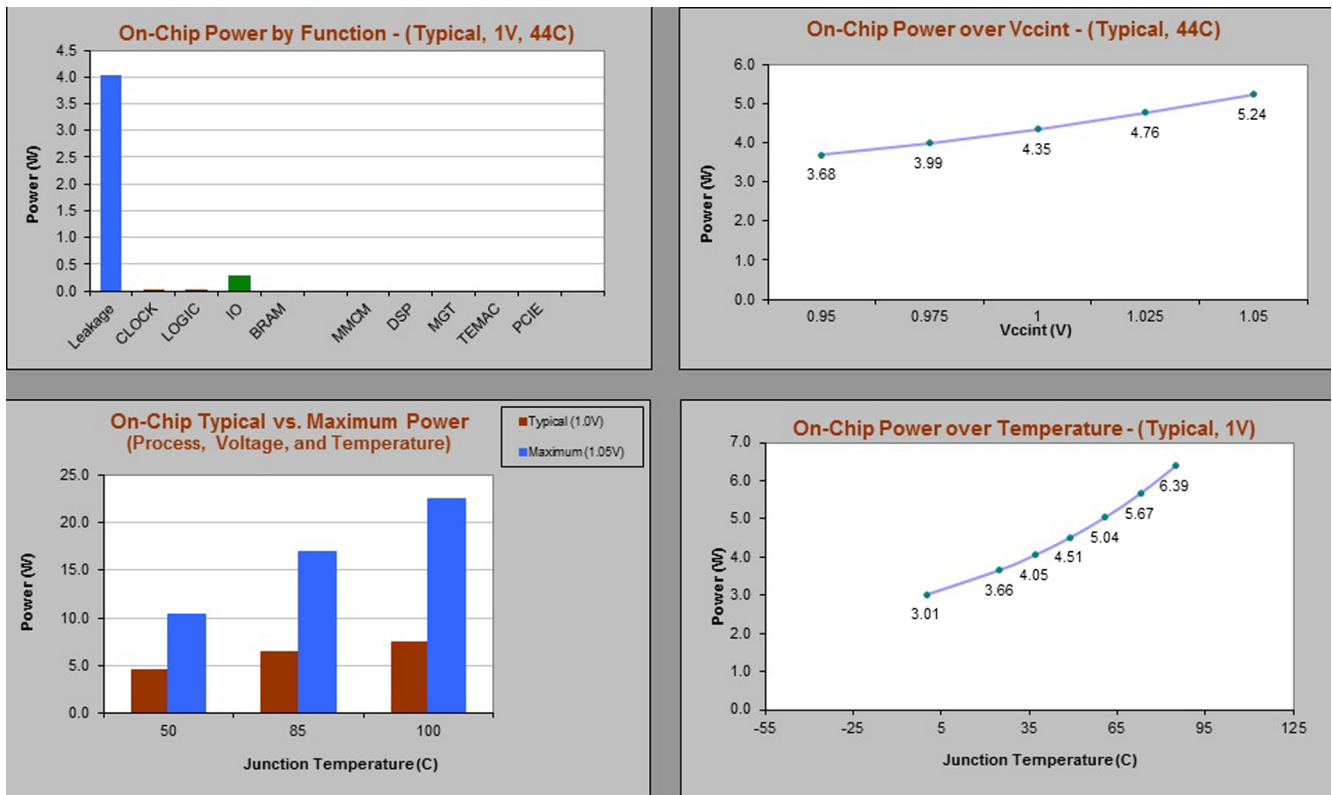 On-Chip Power by Function - (Typical, 1V, 44C)
4.5
4.0
3.5
3.0
2.5
2.0
1.5
1.0
0.5
0.0
Power (W)
Leakage
CLOCK
LOGIC
IO
BRAM
MMCM
DSP
MGT
TEMAC
PCIE
On-Chip Power over Vccint - (Typical, 44C)
6.0
5.0
4.0
3.0
2.0
1.0
0.0
Power (W)
3.68
3.99
4.35
4.76
5.24
0.95
0.975
1
1.025
1.05
Vccint (V)
On-Chip Typical vs. Maximum Power
(Process, Voltage, and Temperature)
Typical (1.0V)
Maximum (1.05V)
25.0
20.0
15.0
10.0
5.0
0.0
Power (W)
50
85
100
Junction Temperature (C)
On-Chip Power over Temperature - (Typical, 1V)
7.0
6.0
5.0
4.0
3.0
2.0
1.0
0.0
Power (W)
3.01
3.66
4.05
4.51
5.04
5.67
6.39
-55
-25
5
35
65
95
125
Junction Temperature (C)